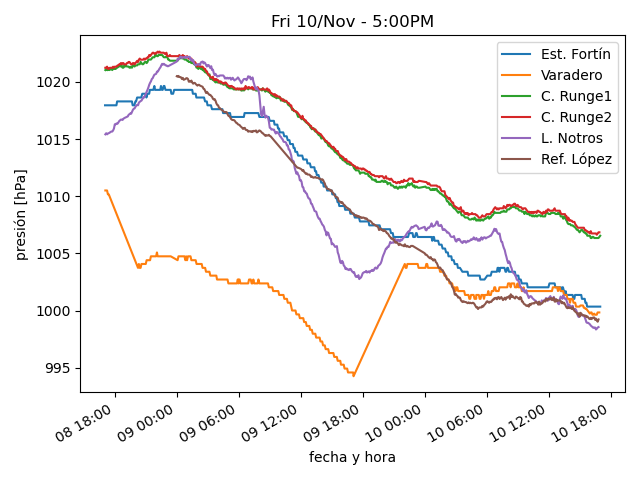 Fri 10/Nov - 5:00PM
Est. Fortín
Varadero
C. Runge1
C. Runge2
L. Notros
Ref. López
presión [hPa]
1020
1015
1010
1005
1000
995
08 18:00
09 00:00
09 06:00
09 12:00
09 18:00
10 00:00
10 06:00
10 12:00
10 18:00
fecha y hora